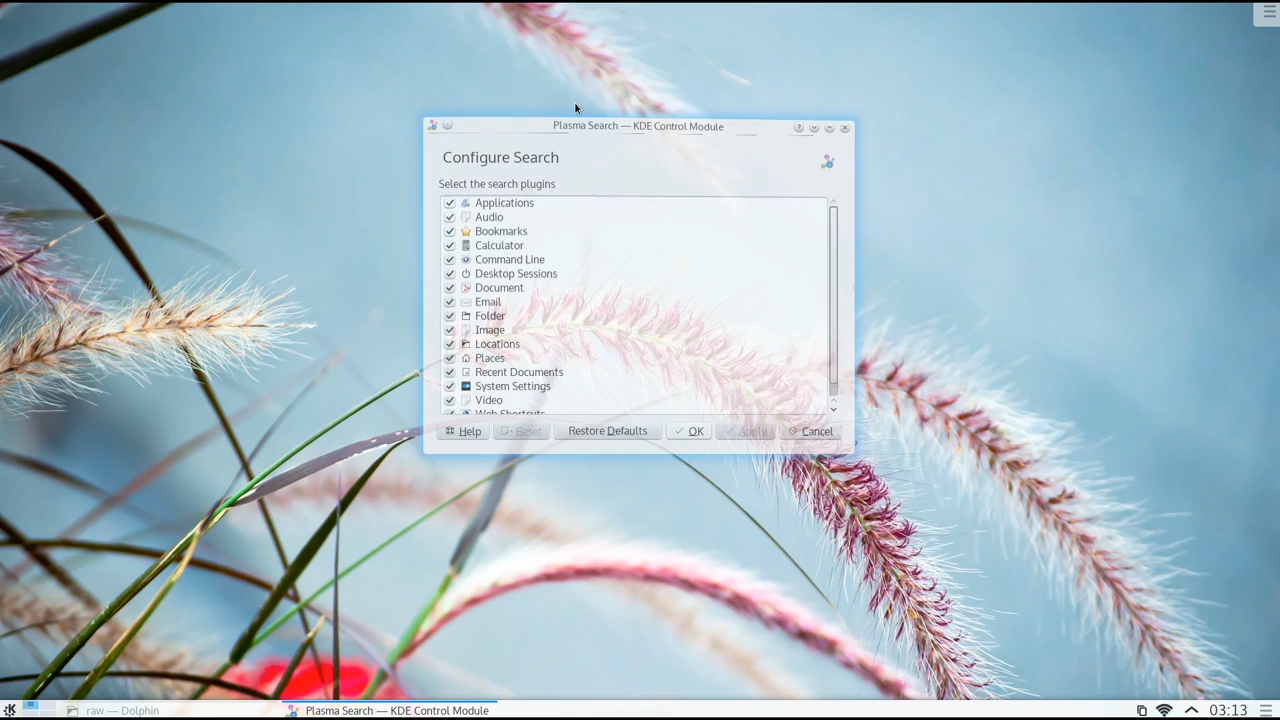 Plasma Search — KDE Control Module
Configure Search
Select the search plugins
Applications
Audio
Bookmarks
Calculator
Command Line
Desktop Sessions
Document
Email
Folder
Image
Locations
Places
Recent Documents
System Settings
Video
Web Shortcuts
Help Reset Restore Defaults OK Apply Cancel
raw — Dolphin Plasma Search — KDE Control Module 03:13